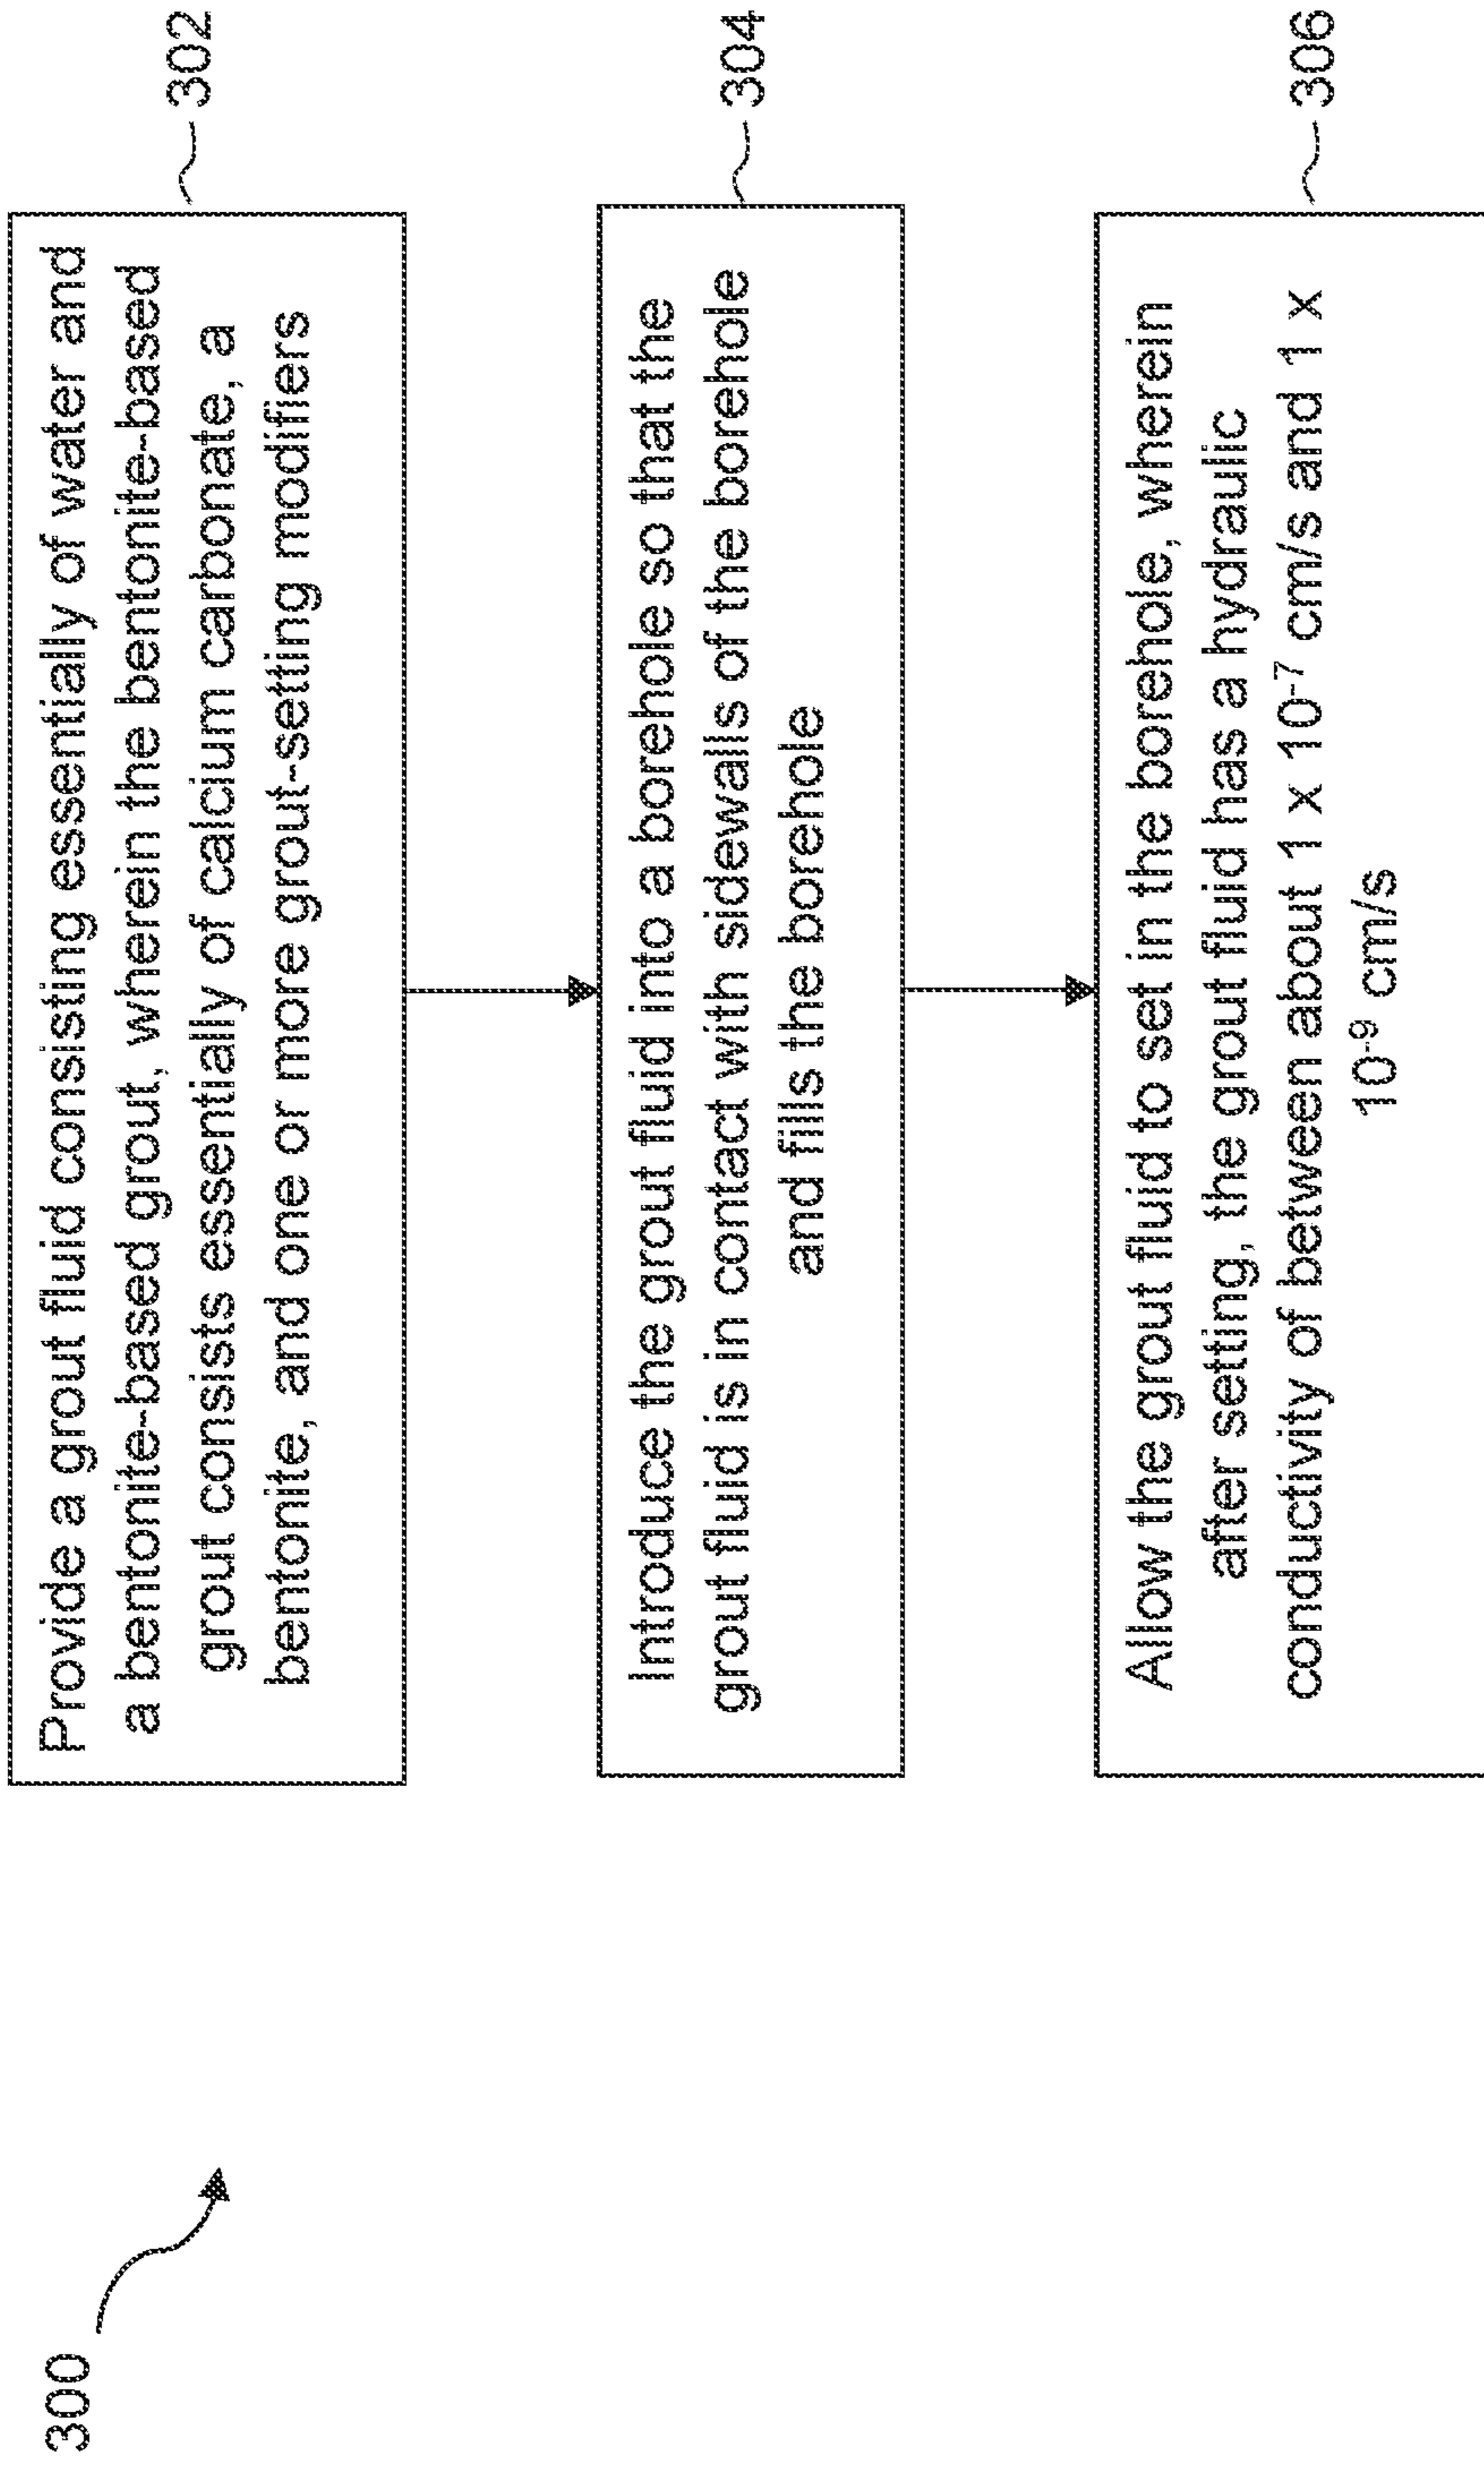 300
Provide a grout fluid consisting essentially of water and
a bentonite-based grout, wherein the bentonite-based
grout consists essentially of calcium carbonate, a
bentonite, and one or more grout-setting modifiers
302
Introduce the grout fluid into a borehole so that the
grout fluid is in contact with sidewalls of the borehole
and fills the borehole
304
Allow the grout fluid to set in the borehole, wherein
after setting, the grout fluid has a hydraulic
conductivity of between about 1 x 10⁻⁷ cm/s and 1 x
10⁻⁹ cm/s
306